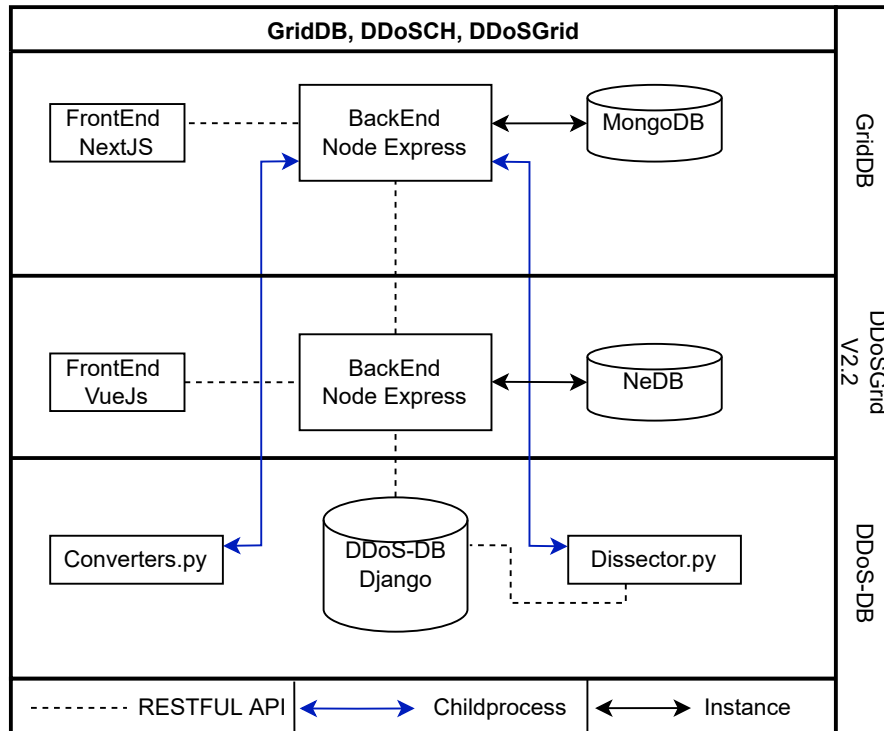 GridDB, DDoSCH, DDoSGrid
FrontEnd
NextJS
BackEnd
Node Express
MongoDB
GridDB
FrontEnd
VueJs
BackEnd
Node Express
NeDB
DDoSGrid
V2.2
Converters.py
DDoS-DB
Django
Dissector.py
DDoS-DB
RESTFUL API
Childprocess
Instance